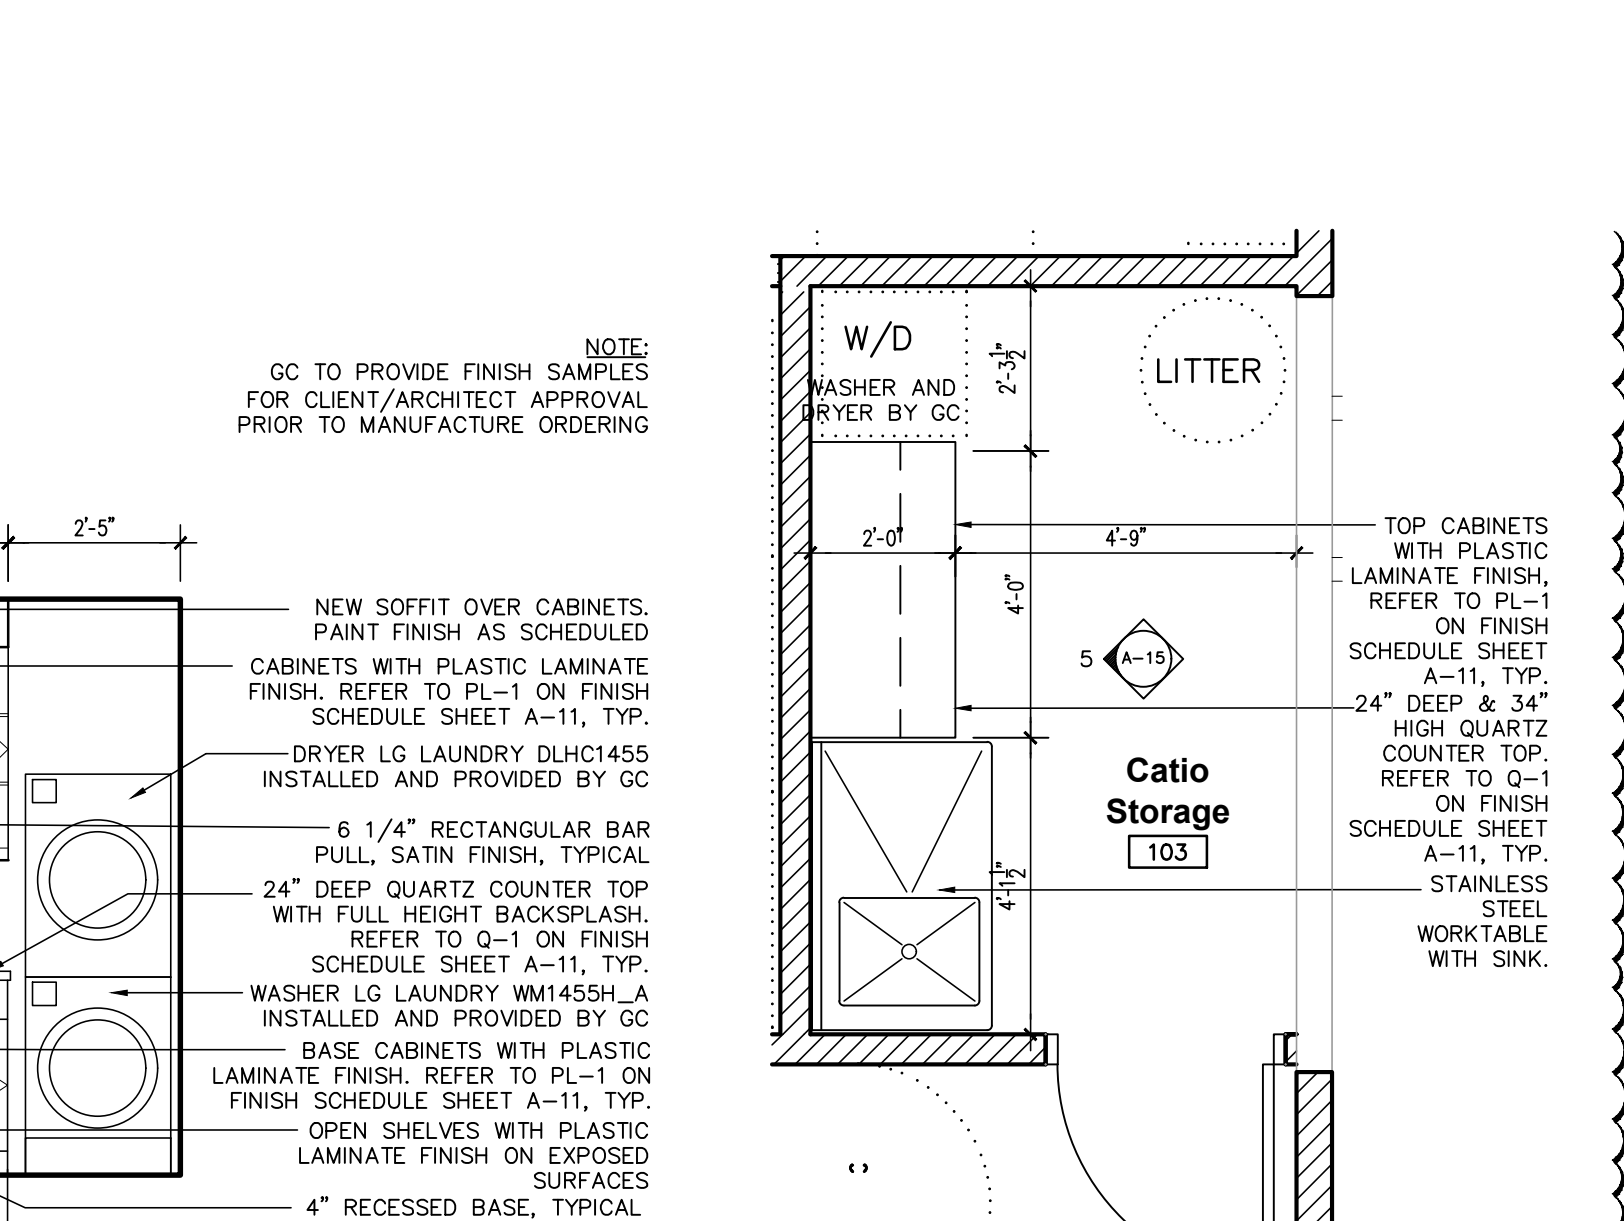 NOTE:
GC TO PROVIDE FINISH SAMPLES
FOR CLIENT/ARCHITECT APPROVAL
PRIOR TO MANUFACTURE ORDERING
2'-5"
NEW SOFFIT OVER CABINETS.
PAINT FINISH AS SCHEDULED
CABINETS WITH PLASTIC LAMINATE
FINISH. REFER TO PL-1 ON FINISH
SCHEDULE SHEET A-11, TYP.
DRYER LG LAUNDRY DLHC1455
INSTALLED AND PROVIDED BY GC
6 1/4" RECTANGULAR BAR
PULL, SATIN FINISH, TYPICAL
24" DEEP QUARTZ COUNTER TOP
WITH FULL HEIGHT BACKSPLASH.
REFER TO Q-1 ON FINISH
SCHEDULE SHEET A-11, TYP.
WASHER LG LAUNDRY WM1455H_A
INSTALLED AND PROVIDED BY GC
BASE CABINETS WITH PLASTIC
LAMINATE FINISH. REFER TO PL-1 ON
FINISH SCHEDULE SHEET A-11, TYP.
OPEN SHELVES WITH PLASTIC
LAMINATE FINISH ON EXPOSED
SURFACES
4" RECESSED BASE, TYPICAL
W/D
WASHER AND
DRYER BY GC
2'-3 1/2"
LITTER
2'-0"
4'-9"
4'-0"
5
A-15
Catio
Storage
103
4'-1 1/2"
TOP CABINETS
WITH PLASTIC
LAMINATE FINISH,
REFER TO PL-1
ON FINISH
SCHEDULE SHEET
A-11, TYP.
24" DEEP & 34"
HIGH QUARTZ
COUNTER TOP.
REFER TO Q-1
ON FINISH
SCHEDULE SHEET
A-11, TYP.
STAINLESS
STEEL
WORKTABLE
WITH SINK.